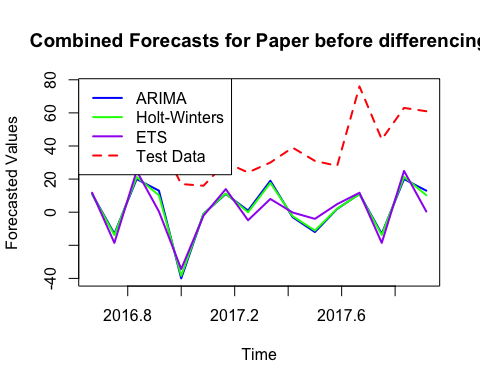 Combined Forecasts for Paper before differencing
80
60
40
20
0
-40
Forecasted Values
ARIMA
Holt-Winters
ETS
Test Data
2016.8
2017.2
2017.6
Time